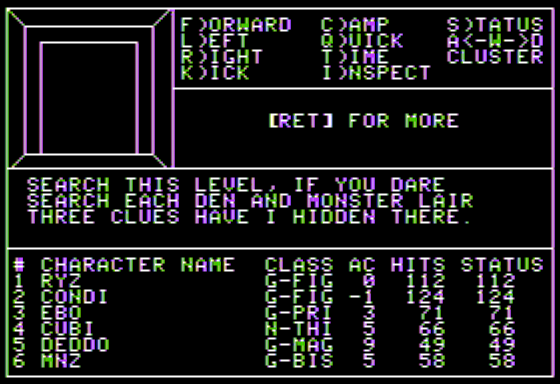 F)ORWARD C)AMP S)TATUS
L)EFT Q)UICK A<-W->D
R)IGHT T)IME CLUSTER
K)ICK I)NSPECT
[RET] FOR MORE
SEARCH THIS LEVEL, IF YOU DARE
SEARCH EACH DEN AND MONSTER LAIR
THREE CLUES HAVE I HIDDEN THERE.
# CHARACTER NAME CLASS AC HITS STATUS
1 RYZ G-FIG 0 112 112
2 CONDI G-FIG -1 124 124
3 EBO G-PRI 3 71 71
4 CUBI N-THI 5 66 66
5 DEDDO G-MAG 9 49 49
6 MNZ G-BIS 5 58 58